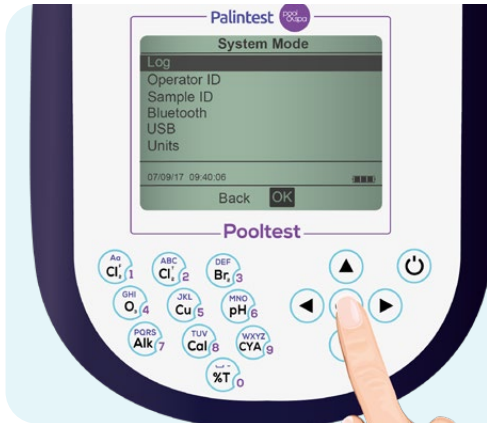 Palintest pool &spa
System Mode
Log
Operator ID
Sample ID
Bluetooth
USB
Units
07/09/17 09:40:06
Back OK
Pooltest
Aa ABC DEF
Cl 1 Cl 2 Br 3
GHI JKL MNO
O 4 Cu 5 pH 6
PQRS TUV WXYZ
Alk 7 Cal 8 CYA 9
%T 0